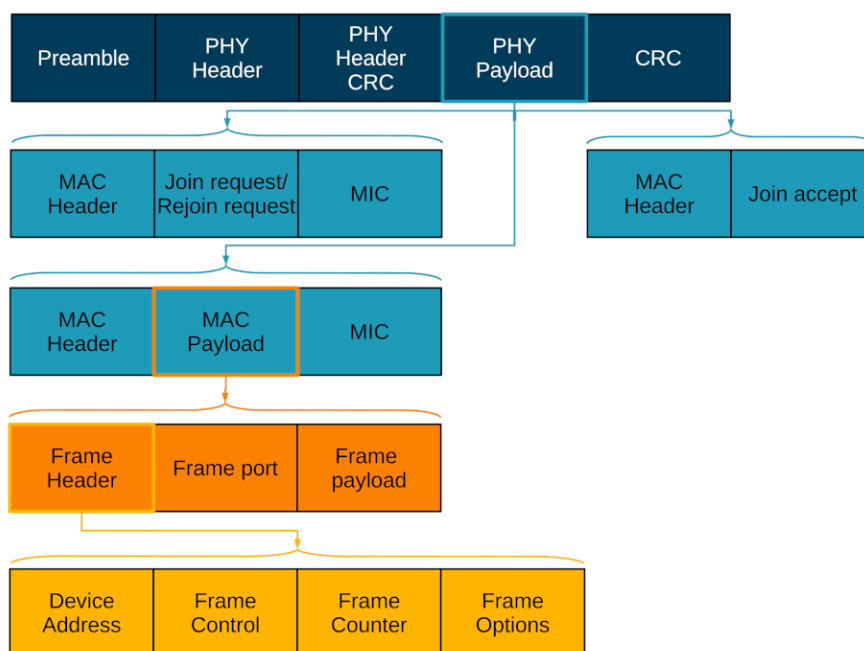 Preamble
PHY
Header
PHY
Header
CRC
PHY
Payload
CRC
MAC
Header
Join request/
Rejoin request
MIC
MAC
Header
Join accept
MAC
Header
MAC
Payload
MIC
Frame
Header
Frame port
Frame
payload
Device
Address
Frame
Control
Frame
Counter
Frame
Options